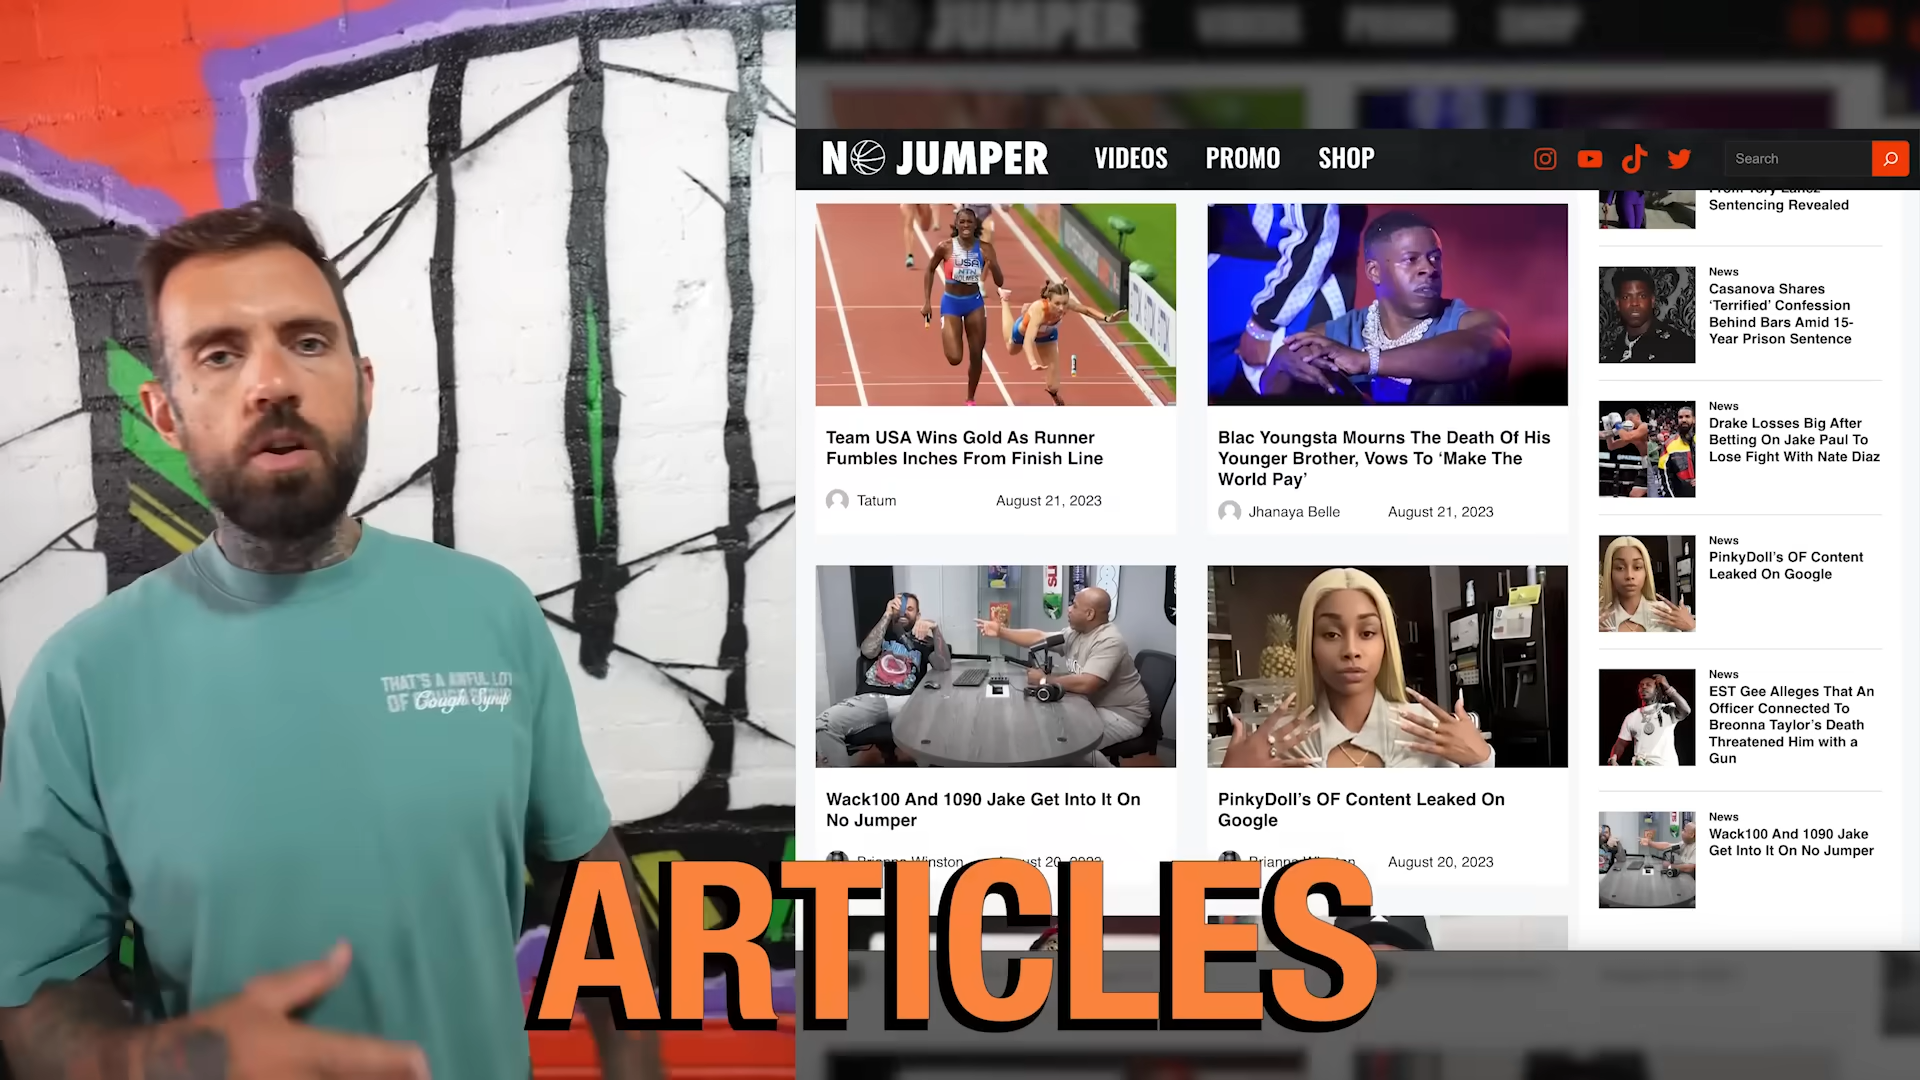 NO JUMPER
VIDEOS
PROMO
SHOP
Search
Sentencing Revealed
USA
Team USA Wins Gold As Runner
Fumbles Inches From Finish Line
Tatum
August 21, 2023
Blac Youngsta Mourns The Death Of His
Younger Brother, Vows To ‘Make The
World Pay’
Jhanaya Belle
August 21, 2023
Wack100 And 1090 Jake Get Into It On
No Jumper
PinkyDoll’s OF Content Leaked On
Google
August 20, 2023
News
Casanova Shares
‘Terrified’ Confession
Behind Bars Amid 15-
Year Prison Sentence
News
Drake Losses Big After
Betting On Jake Paul To
Lose Fight With Nate Diaz
News
PinkyDoll’s OF Content
Leaked On Google
News
EST Gee Alleges That An
Officer Connected To
Breonna Taylor’s Death
Threatened Him with a
Gun
News
Wack100 And 1090 Jake
Get Into It On No Jumper
THAT'S A AWFUL LOT
OF Cough Syrup
ARTICLES